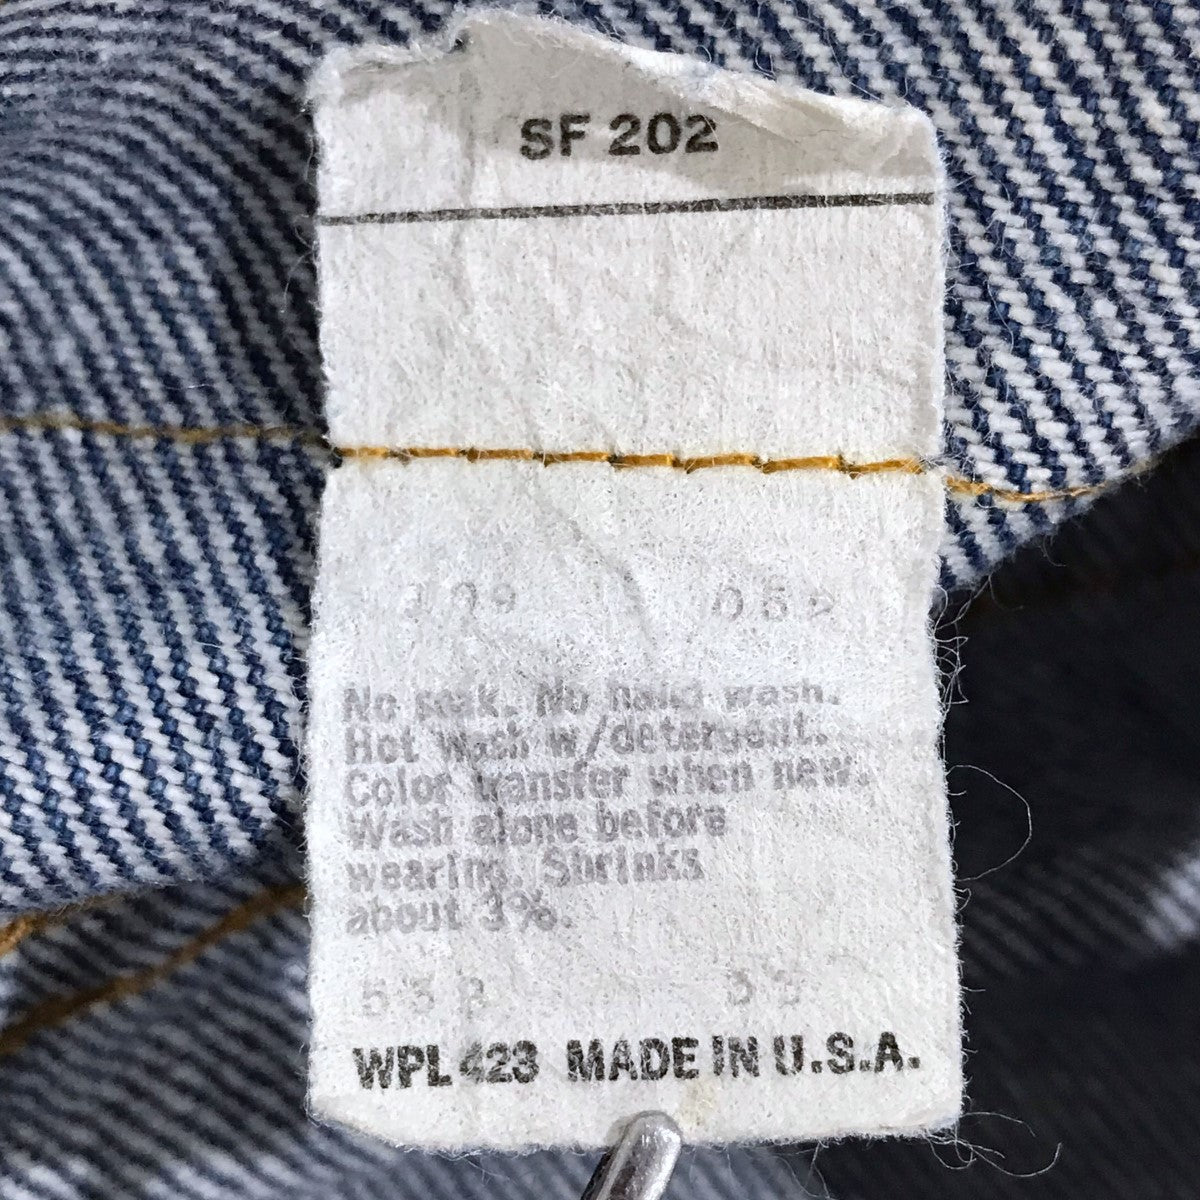 SF 202
No soak. No hand wash.
Hot wash w/detergent.
Color transfer when new.
Wash alone before
wearing. Shrinks
about 3%.
WPL 423 MADE IN U.S.A.